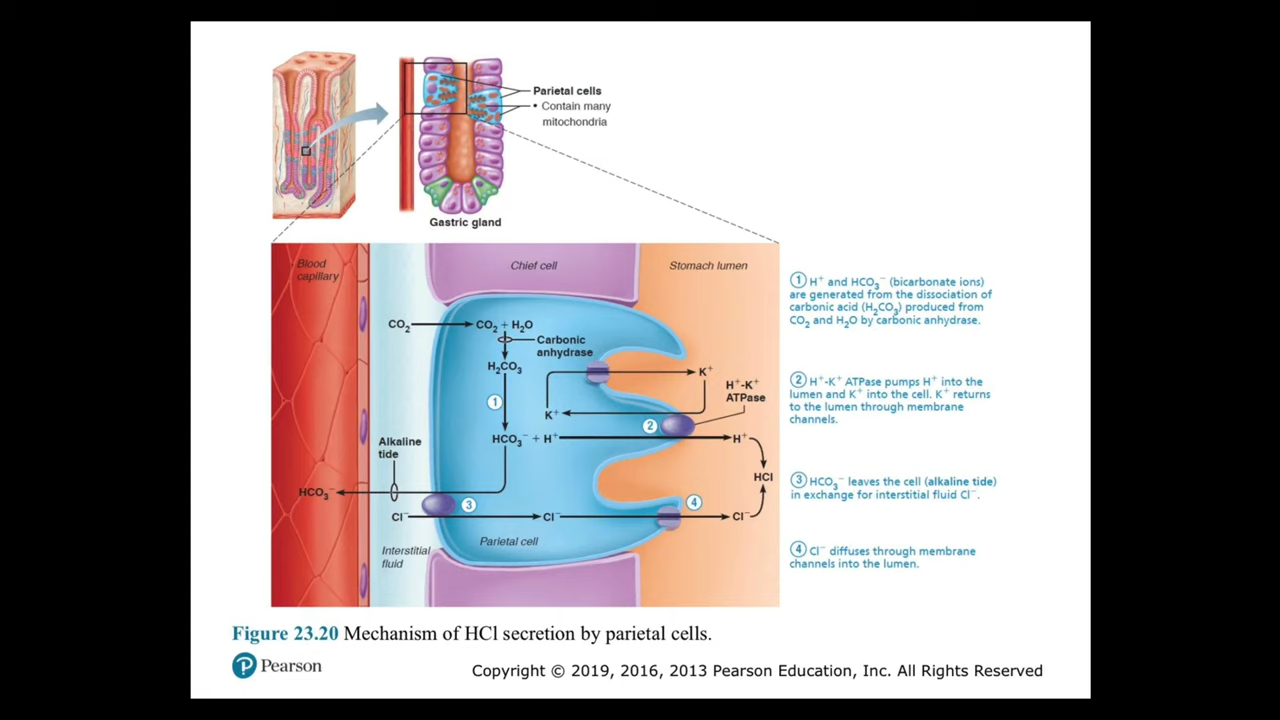 Parietal cells
• Contain many
mitochondria
Gastric gland
Blood
capillary
Chief cell
Stomach lumen
CO₂
CO₂ + H₂O
Carbonic
anhydrase
H₂CO₃
K⁺
H⁺-K⁺
ATPase
1
K⁺
2
HCO₃⁻ + H⁺
H⁺
Alkaline
tide
HCl
HCO₃⁻
3
4
Cl⁻
Cl⁻
Cl⁻
Interstitial
fluid
Parietal cell
1 H⁺ and HCO₃⁻ (bicarbonate ions)
are generated from the dissociation of
carbonic acid (H₂CO₃) produced from
CO₂ and H₂O by carbonic anhydrase.
2 H⁺-K⁺ ATPase pumps H⁺ into the
lumen and K⁺ into the cell. K⁺ returns
to the lumen through membrane
channels.
3 HCO₃⁻ leaves the cell (alkaline tide)
in exchange for interstitial fluid Cl⁻.
4 Cl⁻ diffuses through membrane
channels into the lumen.
Figure 23.20 Mechanism of HCl secretion by parietal cells.
P Pearson
Copyright © 2019, 2016, 2013 Pearson Education, Inc. All Rights Reserved